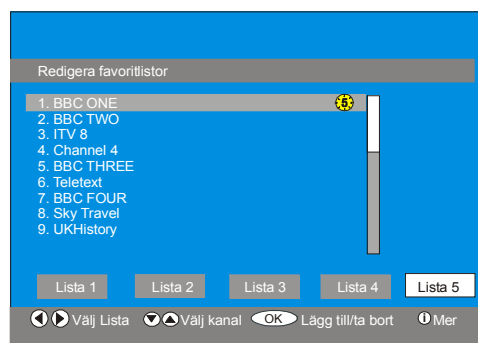 Redigera favoritlistor
1. BBC ONE 5
2. BBC TWO
3. ITV 8
4. Channel 4
5. BBC THREE
6. Teletext
7. BBC FOUR
8. Sky Travel
9. UKHistory
Lista 1 Lista 2 Lista 3 Lista 4 Lista 5
Välj Lista Välj kanal OK Lägg till/ta bort i Mer